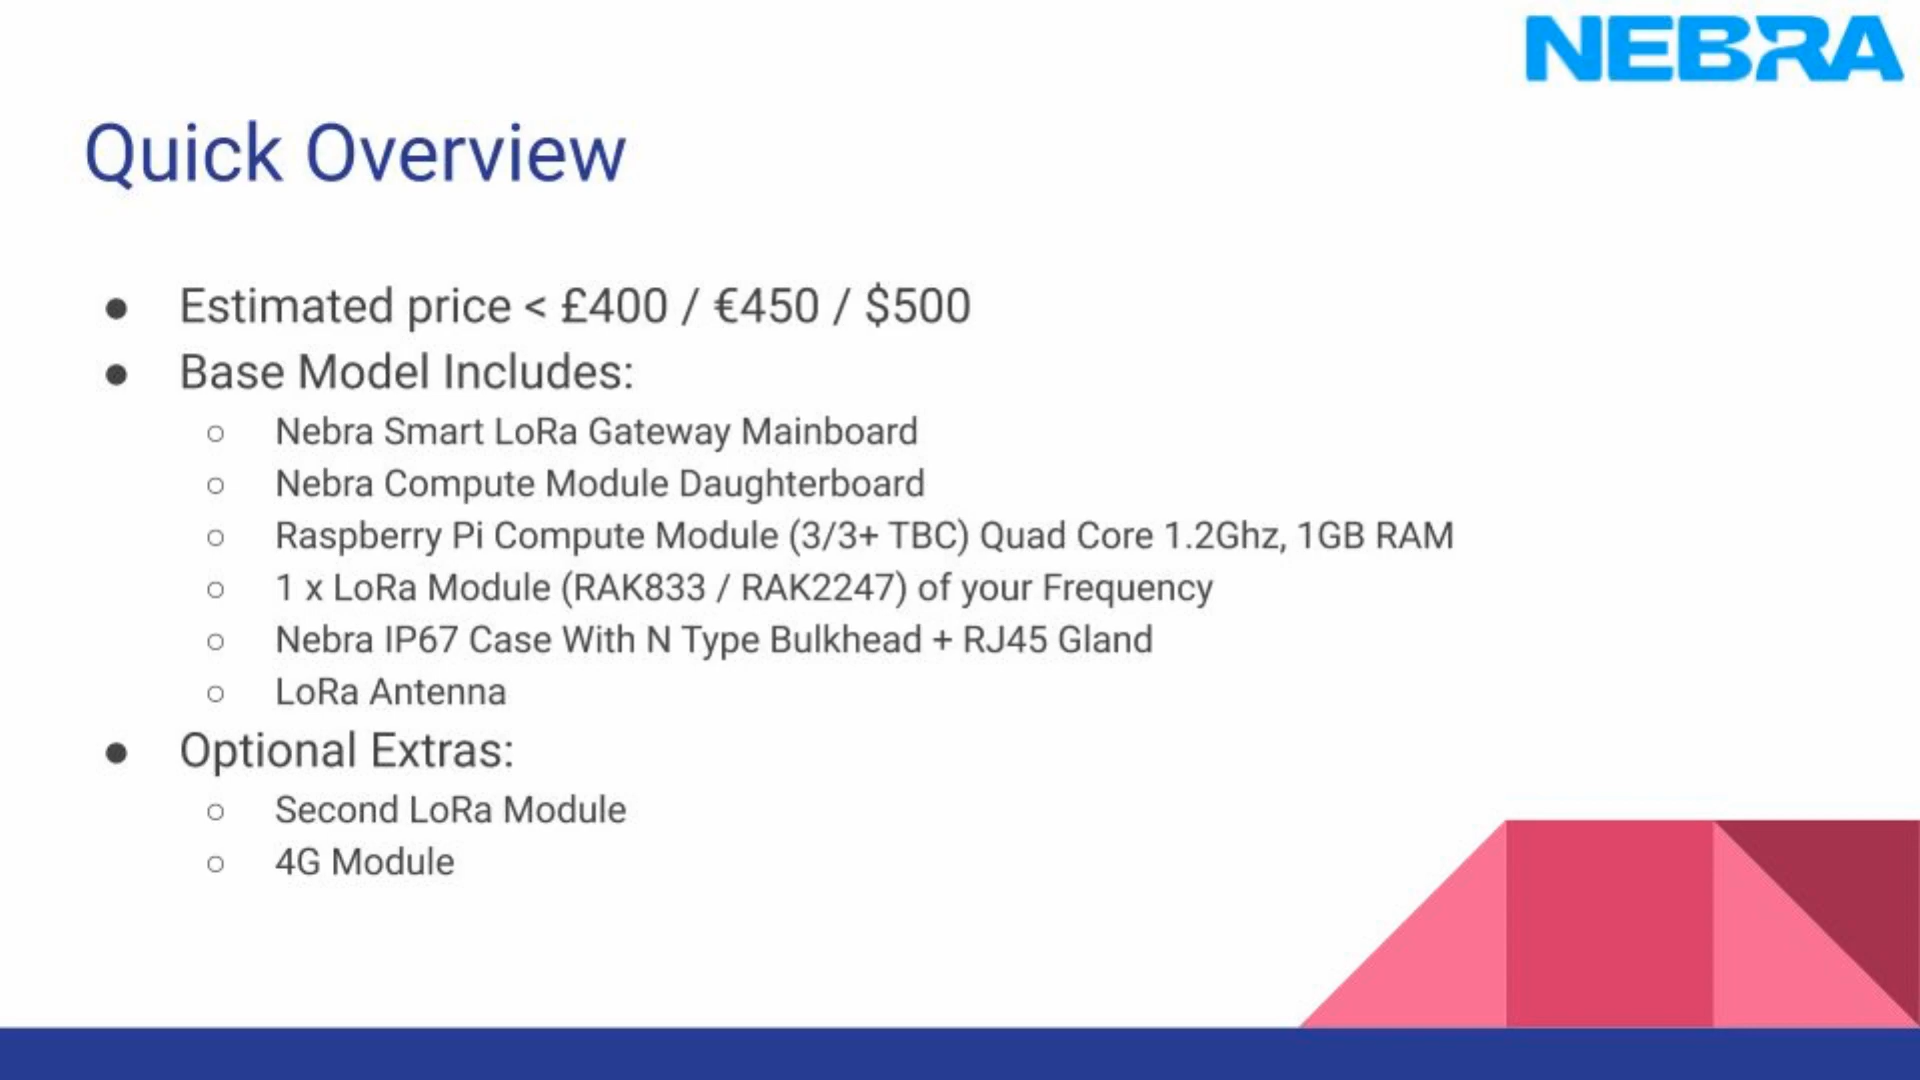 NEBRA
Quick Overview
● Estimated price < £400 / €450 / $500
● Base Model Includes:
○ Nebra Smart LoRa Gateway Mainboard
○ Nebra Compute Module Daughterboard
○ Raspberry Pi Compute Module (3/3+ TBC) Quad Core 1.2Ghz, 1GB RAM
○ 1 x LoRa Module (RAK833 / RAK2247) of your Frequency
○ Nebra IP67 Case With N Type Bulkhead + RJ45 Gland
○ LoRa Antenna
● Optional Extras:
○ Second LoRa Module
○ 4G Module